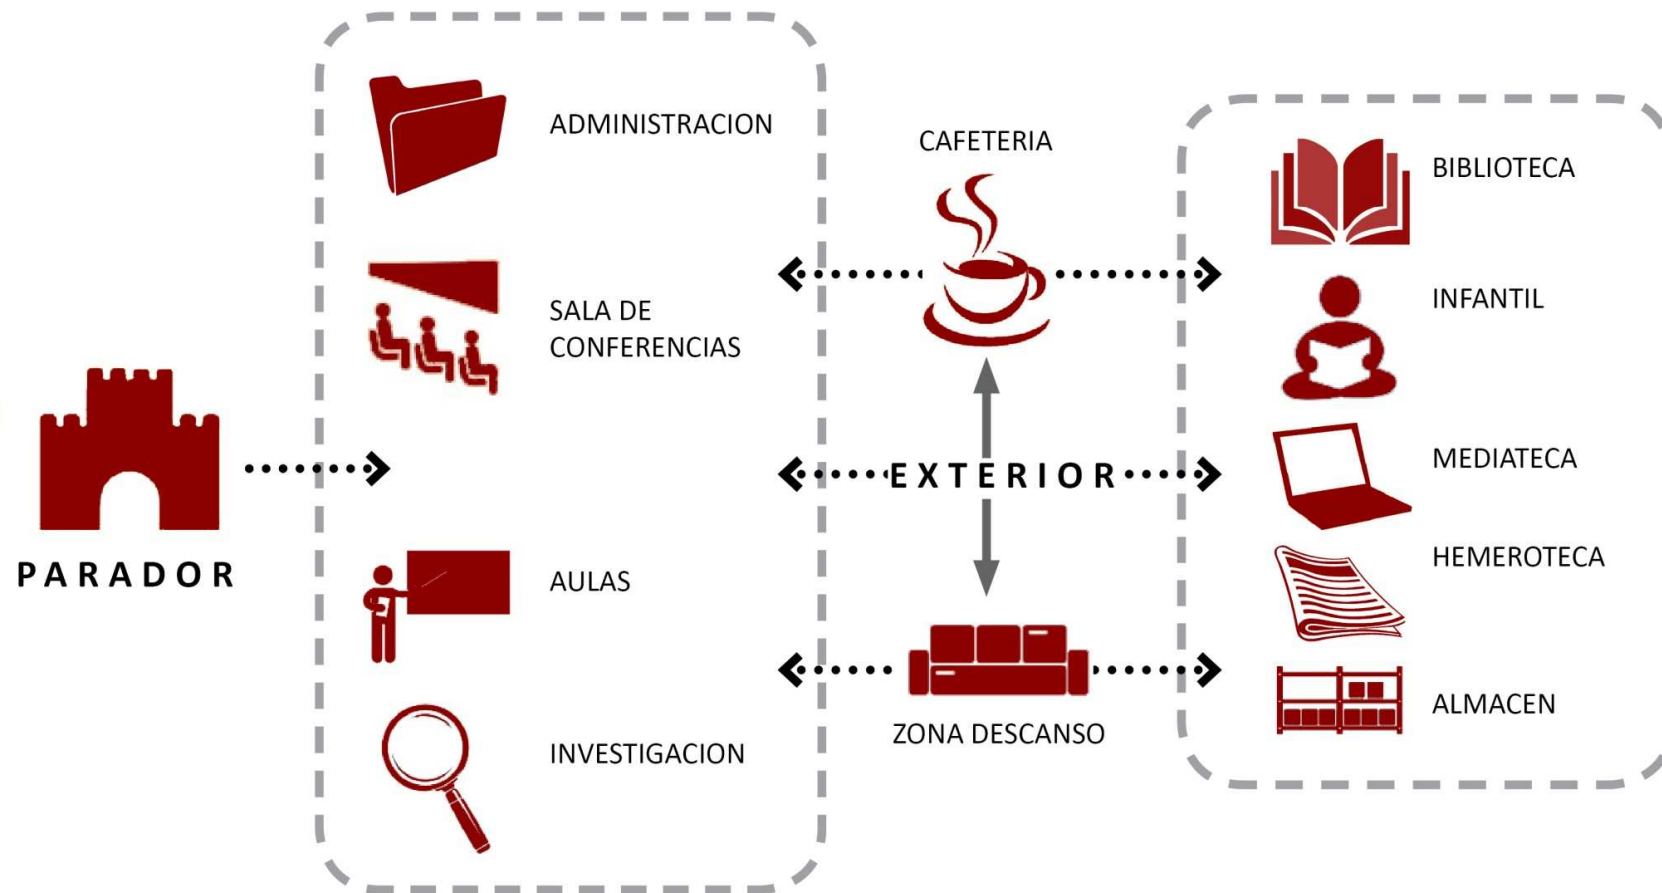 PARADOR
ADMINISTRACION
SALA DE
CONFERENCIAS
AULAS
INVESTIGACION
CAFETERIA
EXTERIOR
ZONA DESCANSO
BIBLIOTECA
INFANTIL
MEDIATECA
HEMEROTECA
ALMACEN